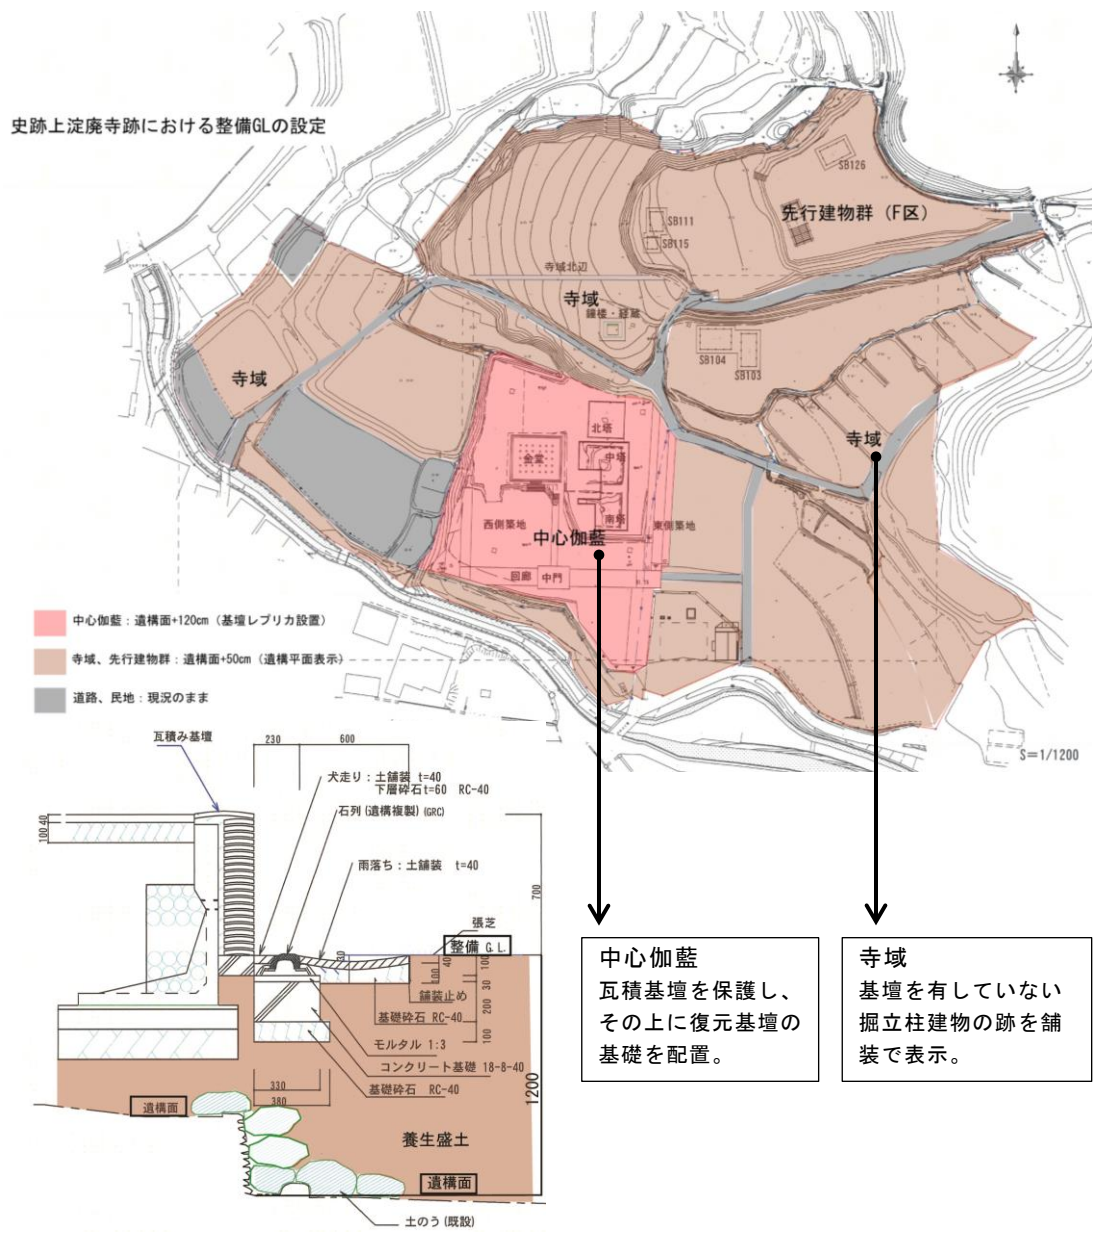 史跡上淀廃寺跡における整備GLの設定
SB126
先行建物群（F区）
SB111
SB115
寺域北辺
寺域
鐘楼・経蔵
SB104
SB103
寺域
寺域
北塔
金堂
中塔
南塔
西側築地
東側築地
中心伽藍
回廊
中門
中心伽藍：遺構面+120cm（基壇レプリカ設置）
寺域、先行建物群：遺構面+50cm（遺構平面表示）
道路、民地：現況のまま
S=1/1200
瓦積み基壇
230
600
犬走り：土舗装 t=40
下層砕石t=60 RC-40
石列(遺構複製)(GRC)
雨落ち：土舗装 t=40
100 40
700
張芝
整備 G.L.
30
40
100
100
30
200
100
舗装止め
基礎砕石 RC-40
モルタル 1:3
コンクリート基礎 18-8-40
基礎砕石 RC-40
330
380
1200
遺構面
養生盛土
遺構面
土のう(既設)
中心伽藍
瓦積基壇を保護し、
その上に復元基壇の
基礎を配置。
寺域
基壇を有していない
掘立柱建物の跡を舗
装で表示。